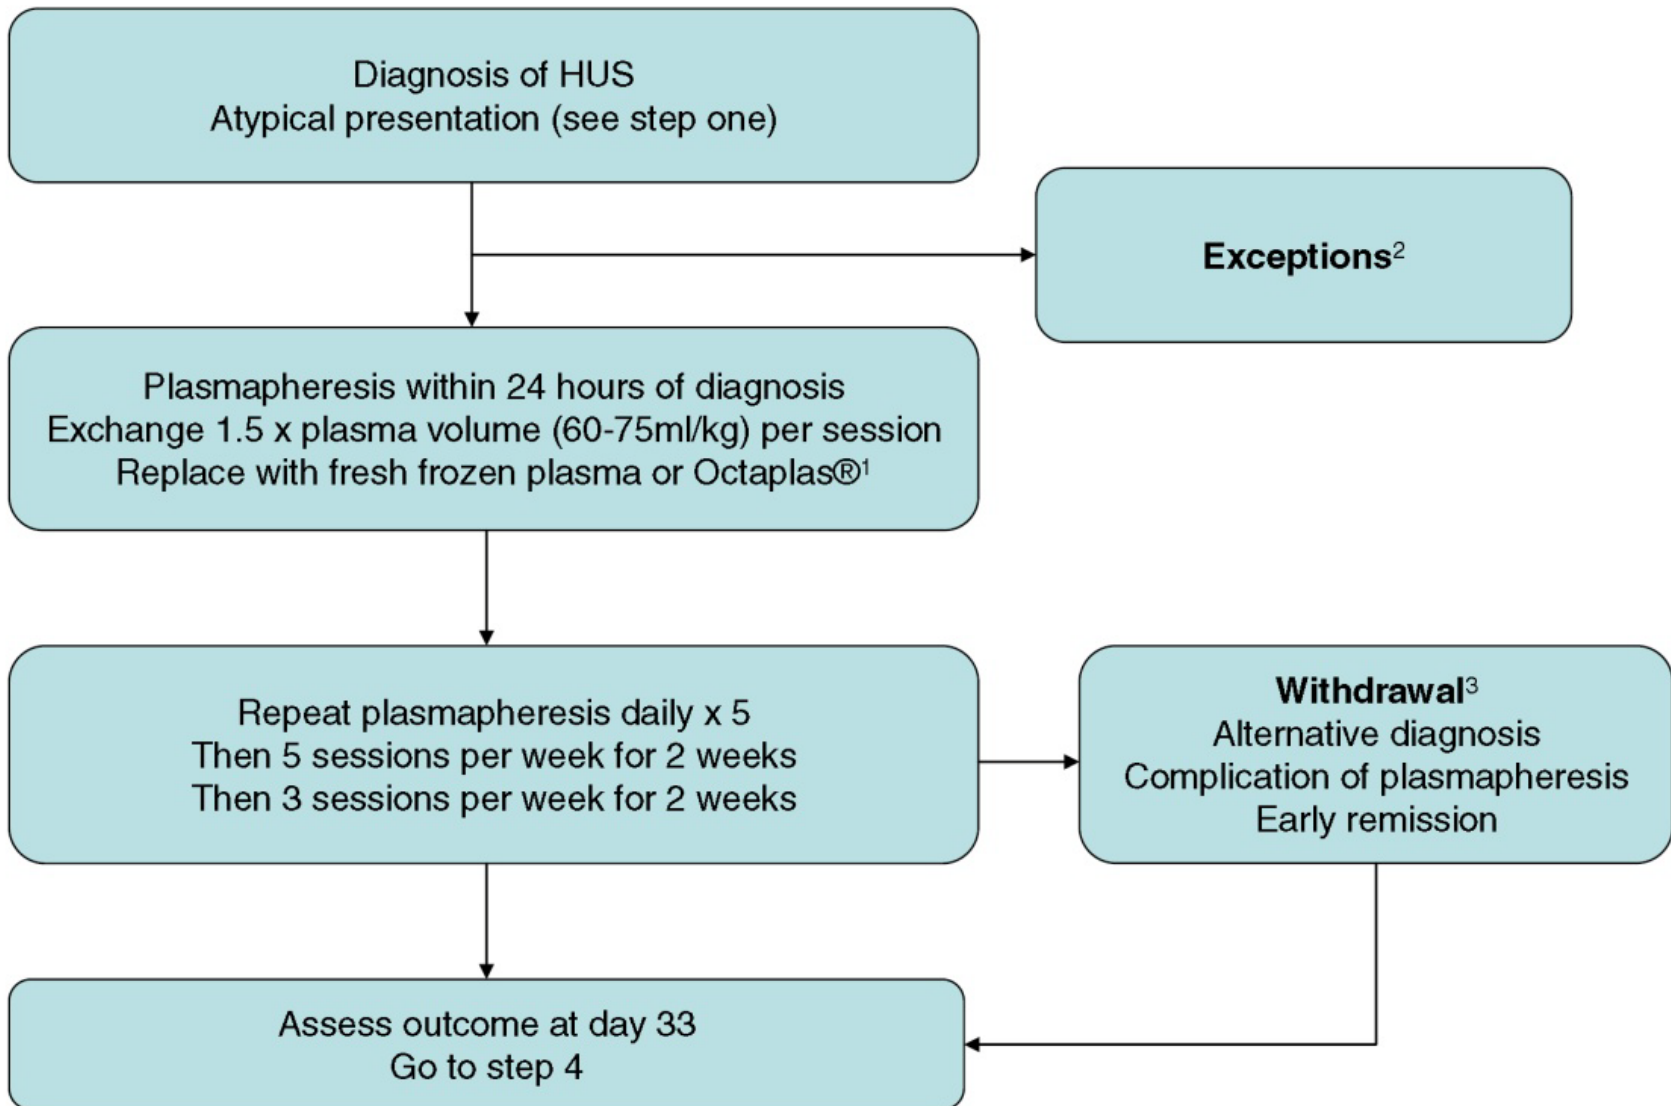 Diagnosis of HUS
Atypical presentation (see step one)
Exceptions²
Plasmapheresis within 24 hours of diagnosis
Exchange 1.5 x plasma volume (60-75ml/kg) per session
Replace with fresh frozen plasma or Octaplas®¹
Repeat plasmapheresis daily x 5
Then 5 sessions per week for 2 weeks
Then 3 sessions per week for 2 weeks
Withdrawal³
Alternative diagnosis
Complication of plasmapheresis
Early remission
Assess outcome at day 33
Go to step 4